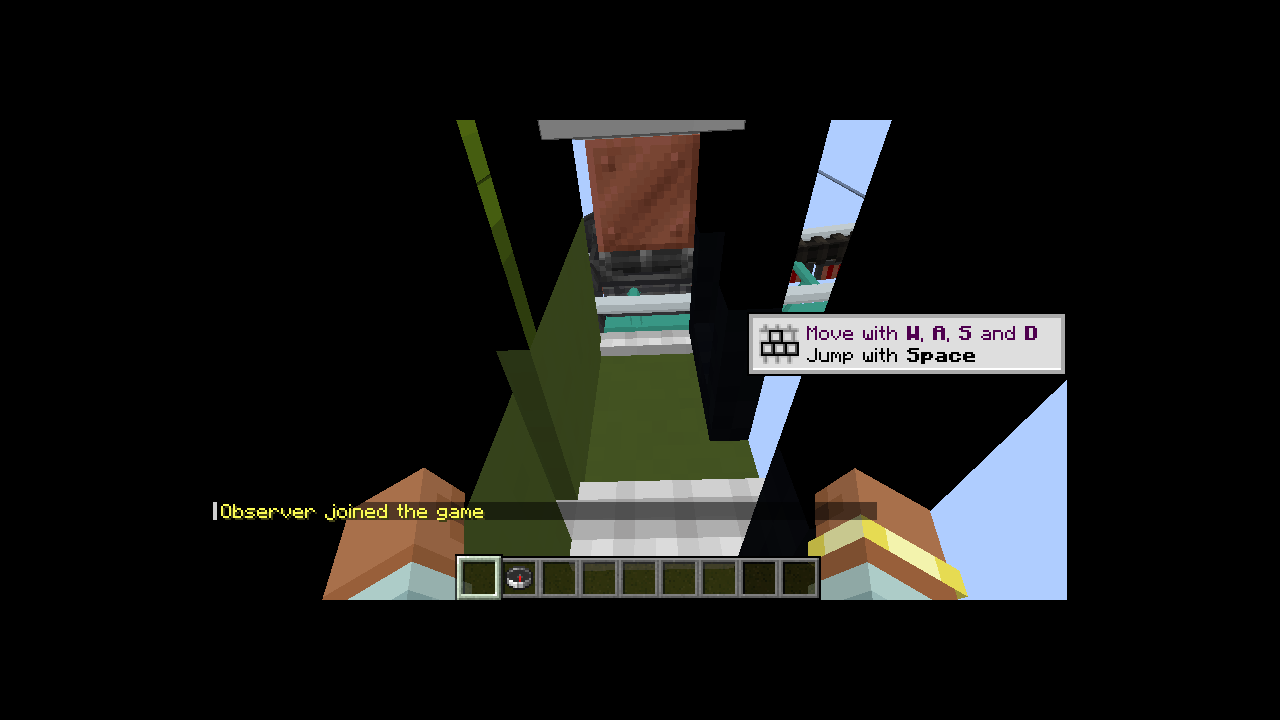 Move with W, A, S and D
Jump with Space
Observer joined the game